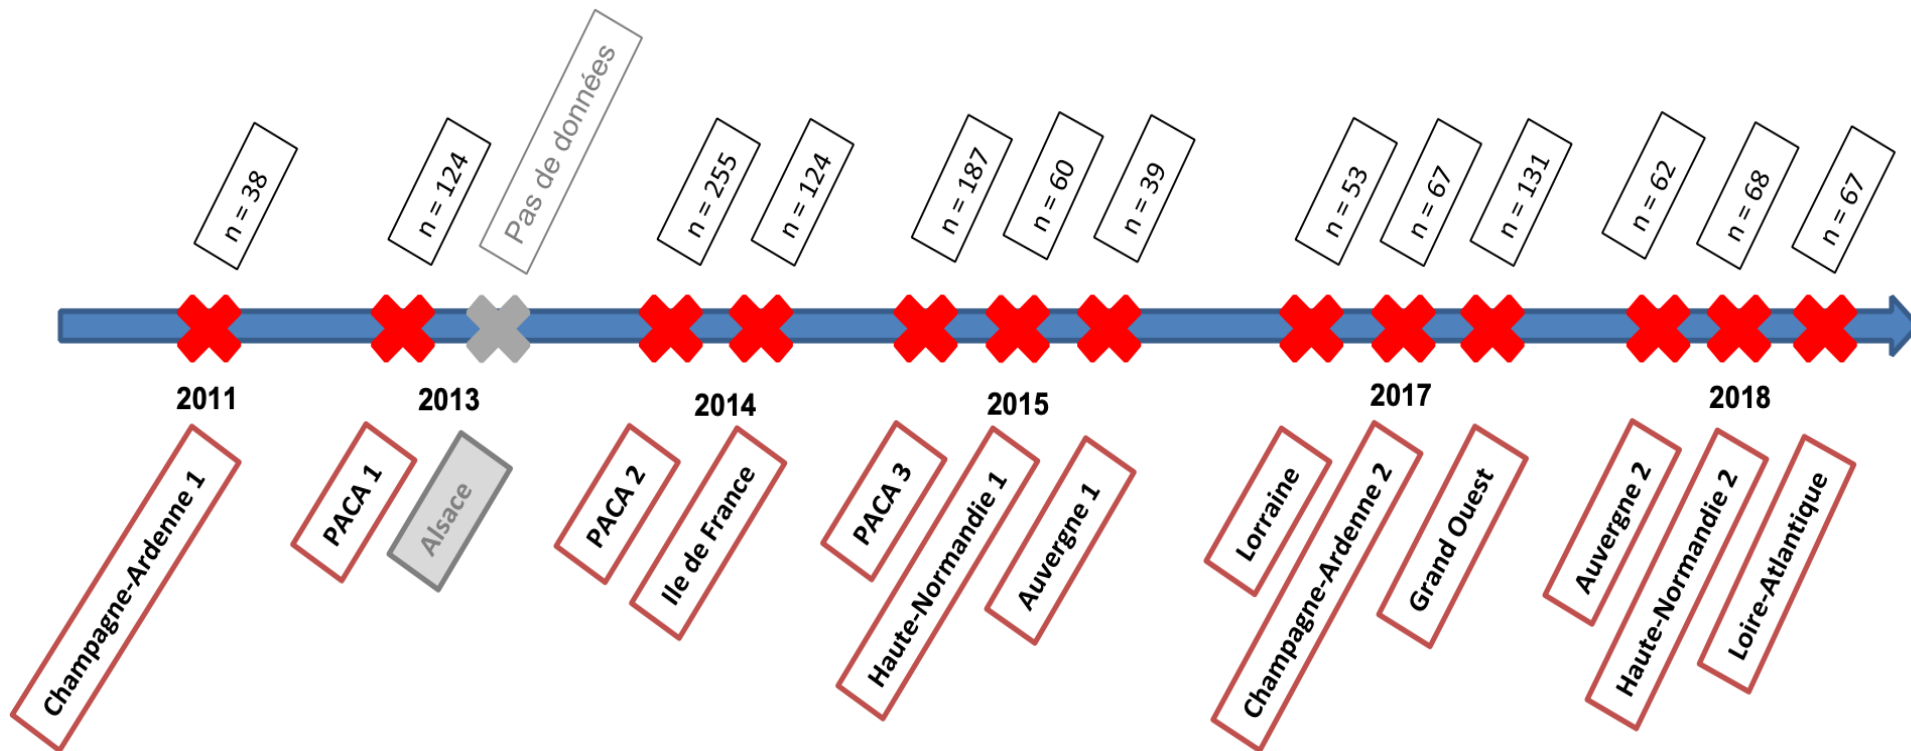 n = 38
n = 124
Pas de données
n = 255
n = 124
n = 187
n = 60
n = 39
n = 53
n = 67
n = 131
n = 62
n = 68
n = 67
2011
2013
2014
2015
2017
2018
Champagne-Ardenne 1
PACA 1
Alsace
PACA 2
Ile de France
PACA 3
Haute-Normandie 1
Auvergne 1
Lorraine
Champagne-Ardenne 2
Grand Ouest
Auvergne 2
Haute-Normandie 2
Loire-Atlantique